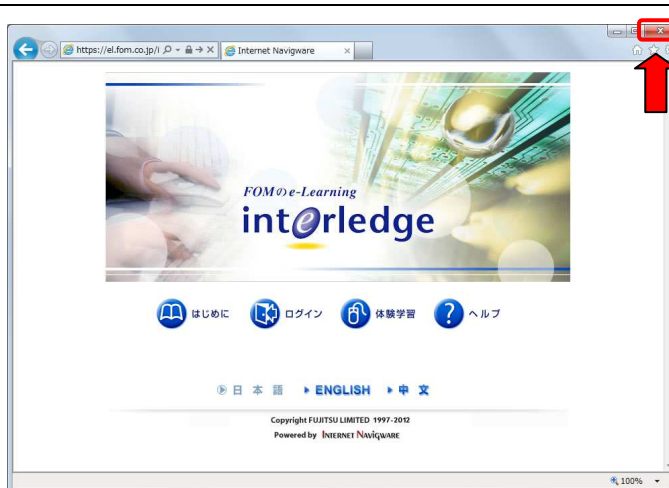 https://el.fom.co.jp/i
Internet Navigware
FOMのe-Learning
interledge
はじめに ログイン 体験学習 ヘルプ
日本語 ENGLISH 中文
Copyright FUJITSU LIMITED 1997-2012
Powered by INTERNET NAVIGWARE
100%